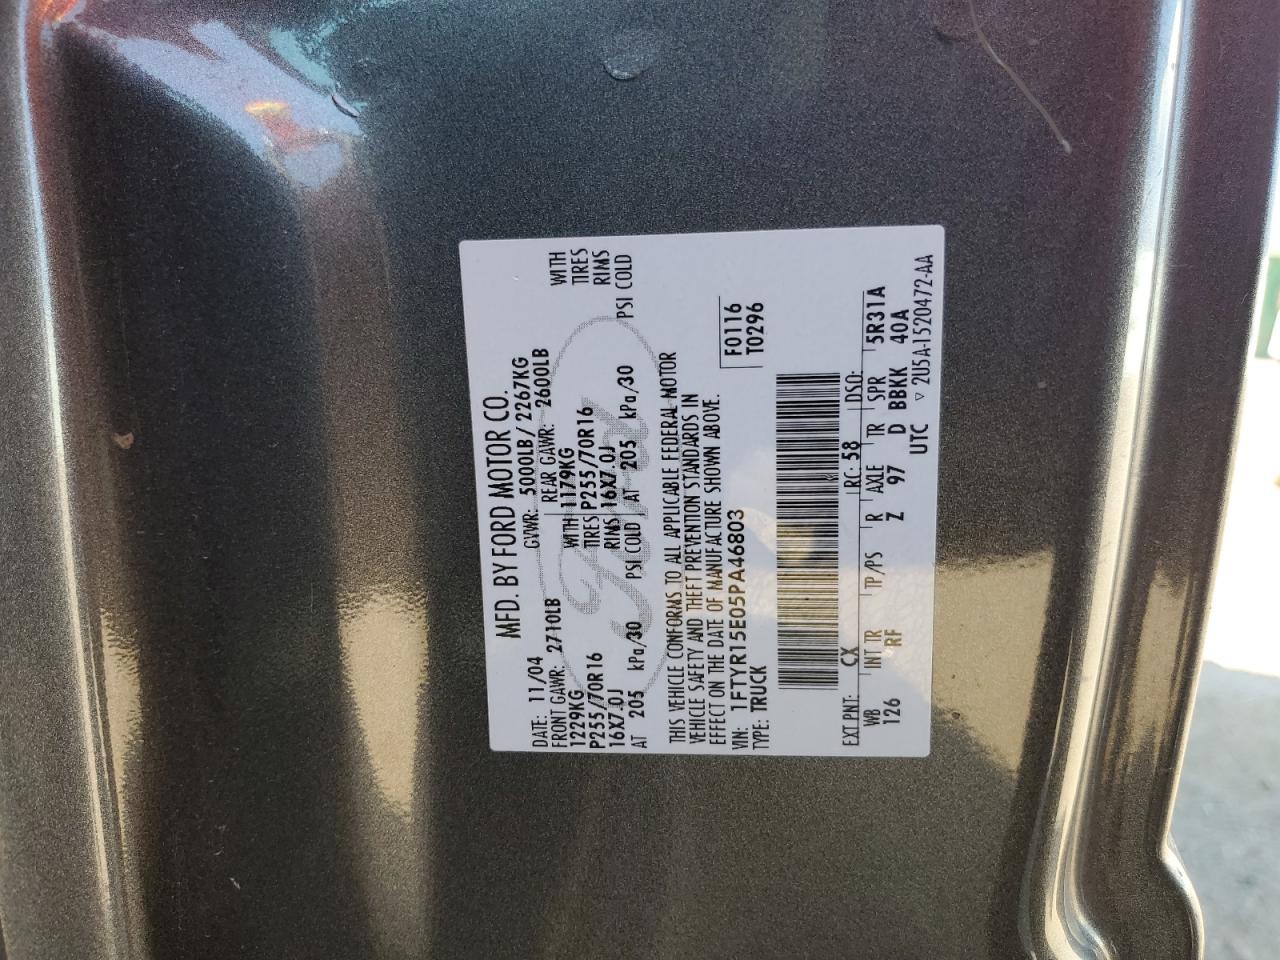 MFD. BY FORD MOTOR CO.
DATE: 11/04 GVWR: 5000LB/2267KG
FRONT GAWR: 2710LB REAR GAWR: 2600LB
1229KG WITH 1179KG WITH
P255/70R16 TIRES P255/70R16 TIRES
16X7.0J RIMS 16X7.0J RIMS
AT 205 kPa/30 PSI COLD AT 205 kPa/30 PSI COLD
Ford
THIS VEHICLE CONFORMS TO ALL APPLICABLE FEDERAL MOTOR
VEHICLE SAFETY AND THEFT PREVENTION STANDARDS IN
EFFECT ON THE DATE OF MANUFACTURE SHOWN ABOVE.
VIN: 1FTYR15E05PA46803 F0116
TYPE: TRUCK T0296
EXT PNT: CX RC: 58 DSO:
WB INT TR TP/PS R AXLE TR SPR 5R31A
126 RF Z 97 D BBKK 40A
UTC ▽ 2U5A-1520472-AA